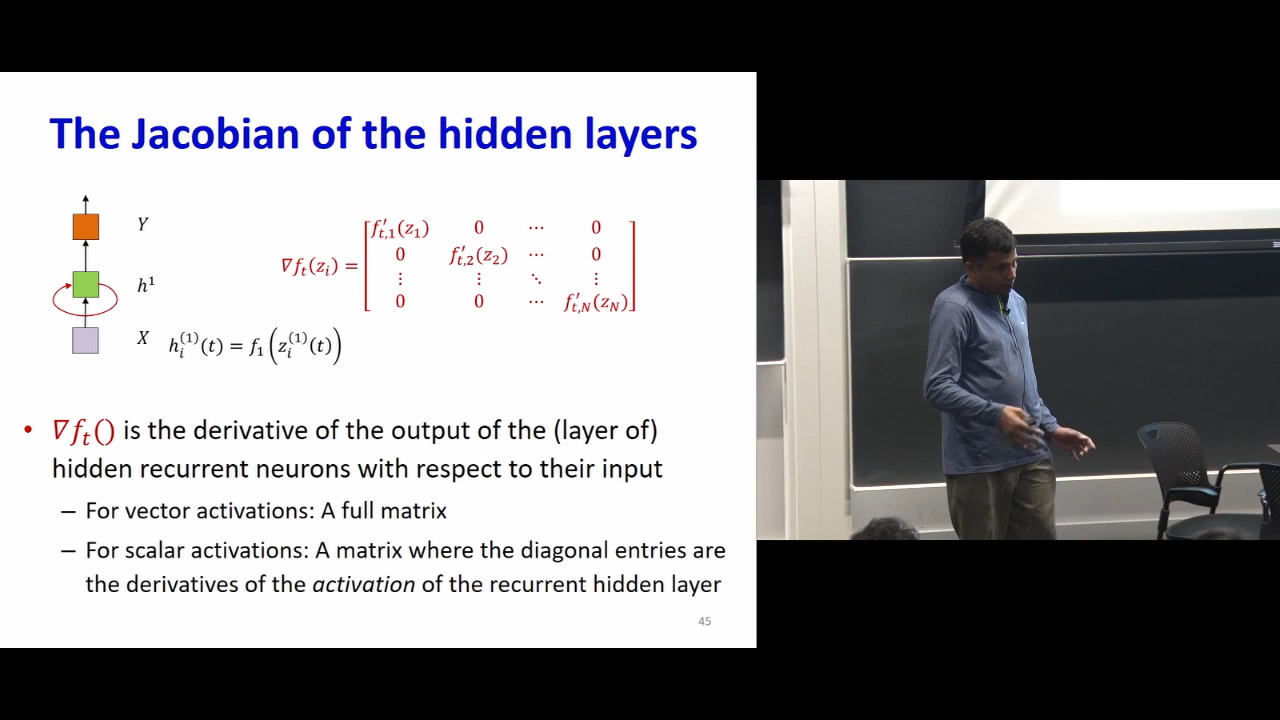 The Jacobian of the hidden layers
Y
h¹
X
h_i^{(1)}(t) = f_1(z_i^{(1)}(t))
∇f_t(z_i) =
f'_{t,1}(z_1) 0 ⋯ 0
0 f'_{t,2}(z_2) ⋯ 0
⋮ ⋮ ⋱ ⋮
0 0 ⋯ f'_{t,N}(z_N)
• ∇f_t() is the derivative of the output of the (layer of)
hidden recurrent neurons with respect to their input
– For vector activations: A full matrix
– For scalar activations: A matrix where the diagonal entries are
the derivatives of the activation of the recurrent hidden layer
45